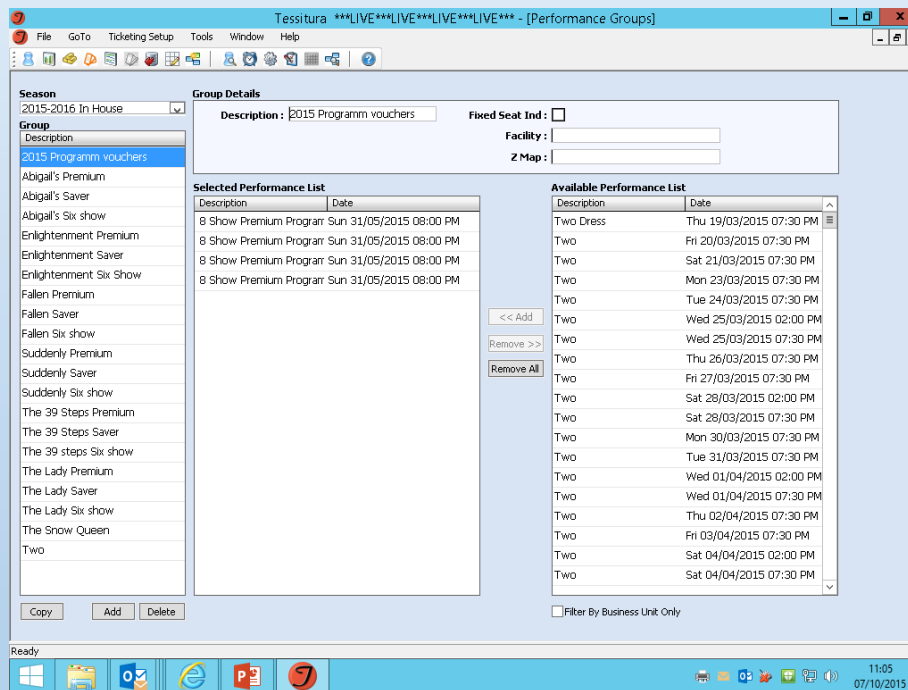 Tessitura ***LIVE***LIVE***LIVE***LIVE*** - [Performance Groups]
File GoTo Ticketing Setup Tools Window Help
Season
2015-2016 In House
Group
Description
2015 Programm vouchers
Abigail's Premium
Abigail's Saver
Abigail's Six show
Enlightenment Premium
Enlightenment Saver
Enlightenment Six Show
Fallen Premium
Fallen Saver
Fallen Six show
Suddenly Premium
Suddenly Saver
Suddenly Six show
The 39 Steps Premium
The 39 Steps Saver
The 39 steps Six show
The Lady Premium
The Lady Saver
The Lady Six show
The Snow Queen
Two
Copy Add Delete
Group Details
Description : 2015 Programm vouchers
Fixed Seat Ind :
Facility :
Z Map :
Selected Performance List
Description Date
8 Show Premium Program Sun 31/05/2015 08:00 PM
8 Show Premium Program Sun 31/05/2015 08:00 PM
8 Show Premium Program Sun 31/05/2015 08:00 PM
8 Show Premium Program Sun 31/05/2015 08:00 PM
<< Add
Remove >>
Remove All
Available Performance List
Description Date
Two Dress Thu 19/03/2015 07:30 PM
Two Fri 20/03/2015 07:30 PM
Two Sat 21/03/2015 07:30 PM
Two Mon 23/03/2015 07:30 PM
Two Tue 24/03/2015 07:30 PM
Two Wed 25/03/2015 02:00 PM
Two Wed 25/03/2015 07:30 PM
Two Thu 26/03/2015 07:30 PM
Two Fri 27/03/2015 07:30 PM
Two Sat 28/03/2015 02:00 PM
Two Sat 28/03/2015 07:30 PM
Two Mon 30/03/2015 07:30 PM
Two Tue 31/03/2015 07:30 PM
Two Wed 01/04/2015 02:00 PM
Two Wed 01/04/2015 07:30 PM
Two Thu 02/04/2015 07:30 PM
Two Fri 03/04/2015 07:30 PM
Two Sat 04/04/2015 02:00 PM
Two Sat 04/04/2015 07:30 PM
Filter By Business Unit Only
Ready
11:05
07/10/2015